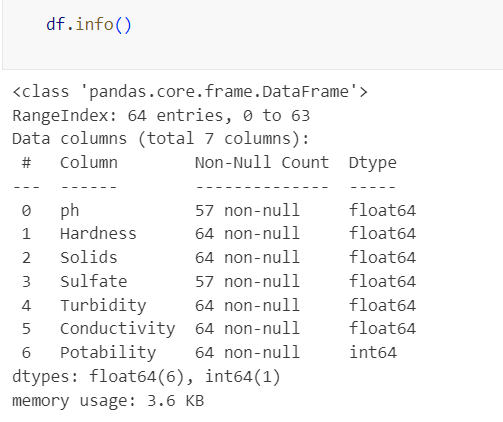 df.info()
<class 'pandas.core.frame.DataFrame'>
RangeIndex: 64 entries, 0 to 63
Data columns (total 7 columns):
 #   Column        Non-Null Count  Dtype
---  ------        --------------  -----
 0   ph            57 non-null     float64
 1   Hardness      64 non-null     float64
 2   Solids        64 non-null     float64
 3   Sulfate       57 non-null     float64
 4   Turbidity     64 non-null     float64
 5   Conductivity  64 non-null     float64
 6   Potability    64 non-null     int64
dtypes: float64(6), int64(1)
memory usage: 3.6 KB